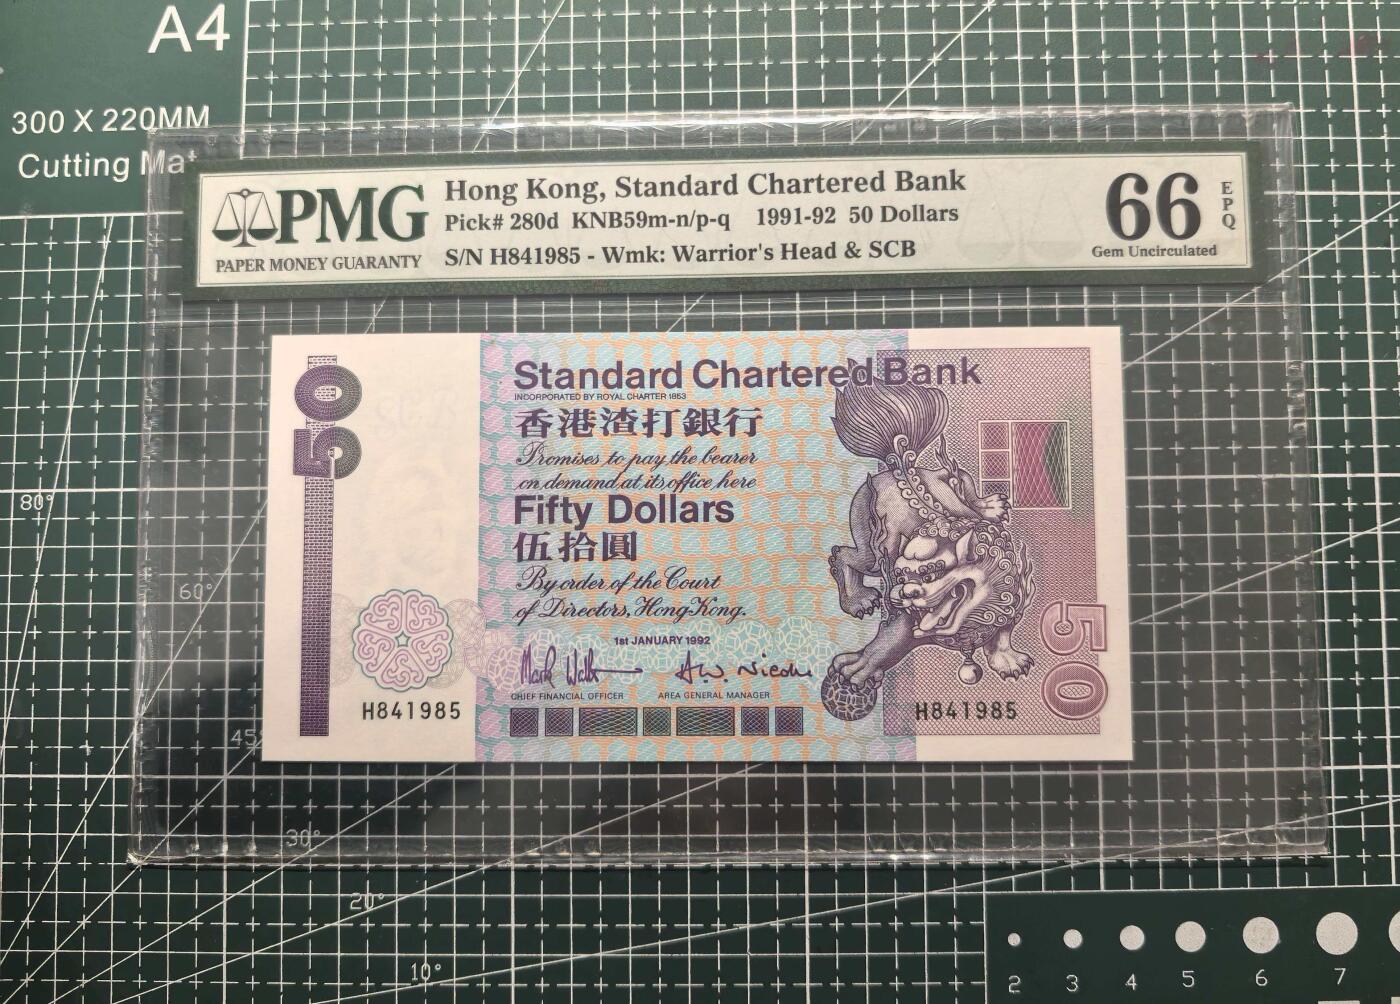 A4
300 X 220MM
Cutting Mat
PMG
PAPER MONEY GUARANTY
Hong Kong, Standard Chartered Bank
Pick# 280d KNB59m-n/p-q 1991-92 50 Dollars
S/N H841985 - Wmk: Warrior's Head & SCB
66
EPQ
Gem Uncirculated
50
Standard Chartered Bank
INCORPORATED BY ROYAL CHARTER 1853
香港渣打銀行
Promises to pay the bearer
on demand at its office here
Fifty Dollars
伍拾圓
By order of the Court
of Directors, Hong Kong.
1st JANUARY 1992
CHIEF FINANCIAL OFFICER AREA GENERAL MANAGER
H841985 H841985
50
80°
60°
45°
30°
20°
10°
2 3 4 5 6 7